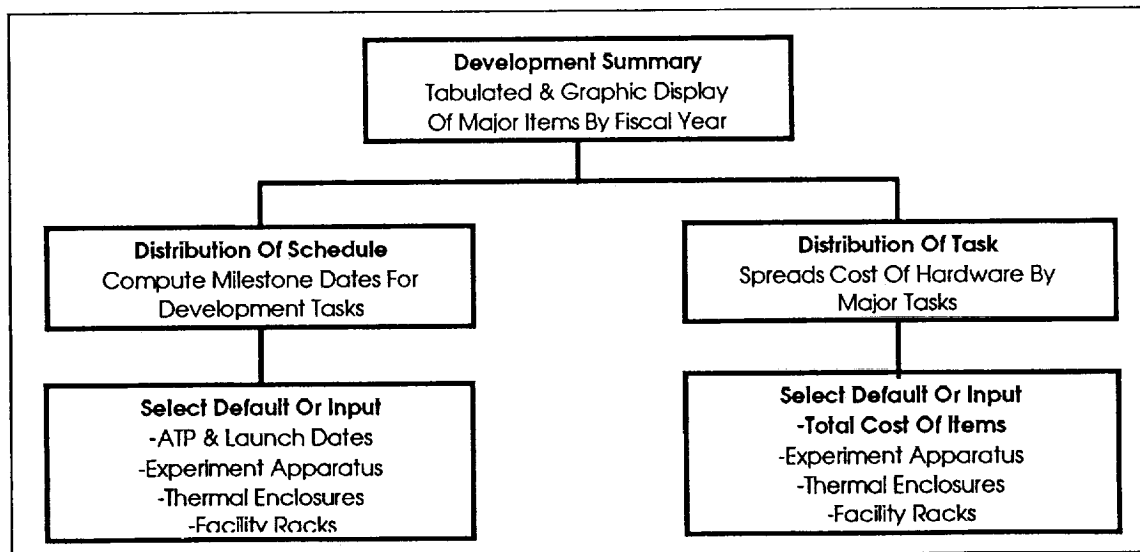 Development Summary
Tabulated & Graphic Display
Of Major Items By Fiscal Year
Distribution Of Schedule
Compute Milestone Dates For
Development Tasks
Distribution Of Task
Spreads Cost Of Hardware By
Major Tasks
Select Default Or Input
-ATP & Launch Dates
-Experiment Apparatus
-Thermal Enclosures
-Facility Racks
Select Default Or Input
-Total Cost Of Items
-Experiment Apparatus
-Thermal Enclosures
-Facility Racks